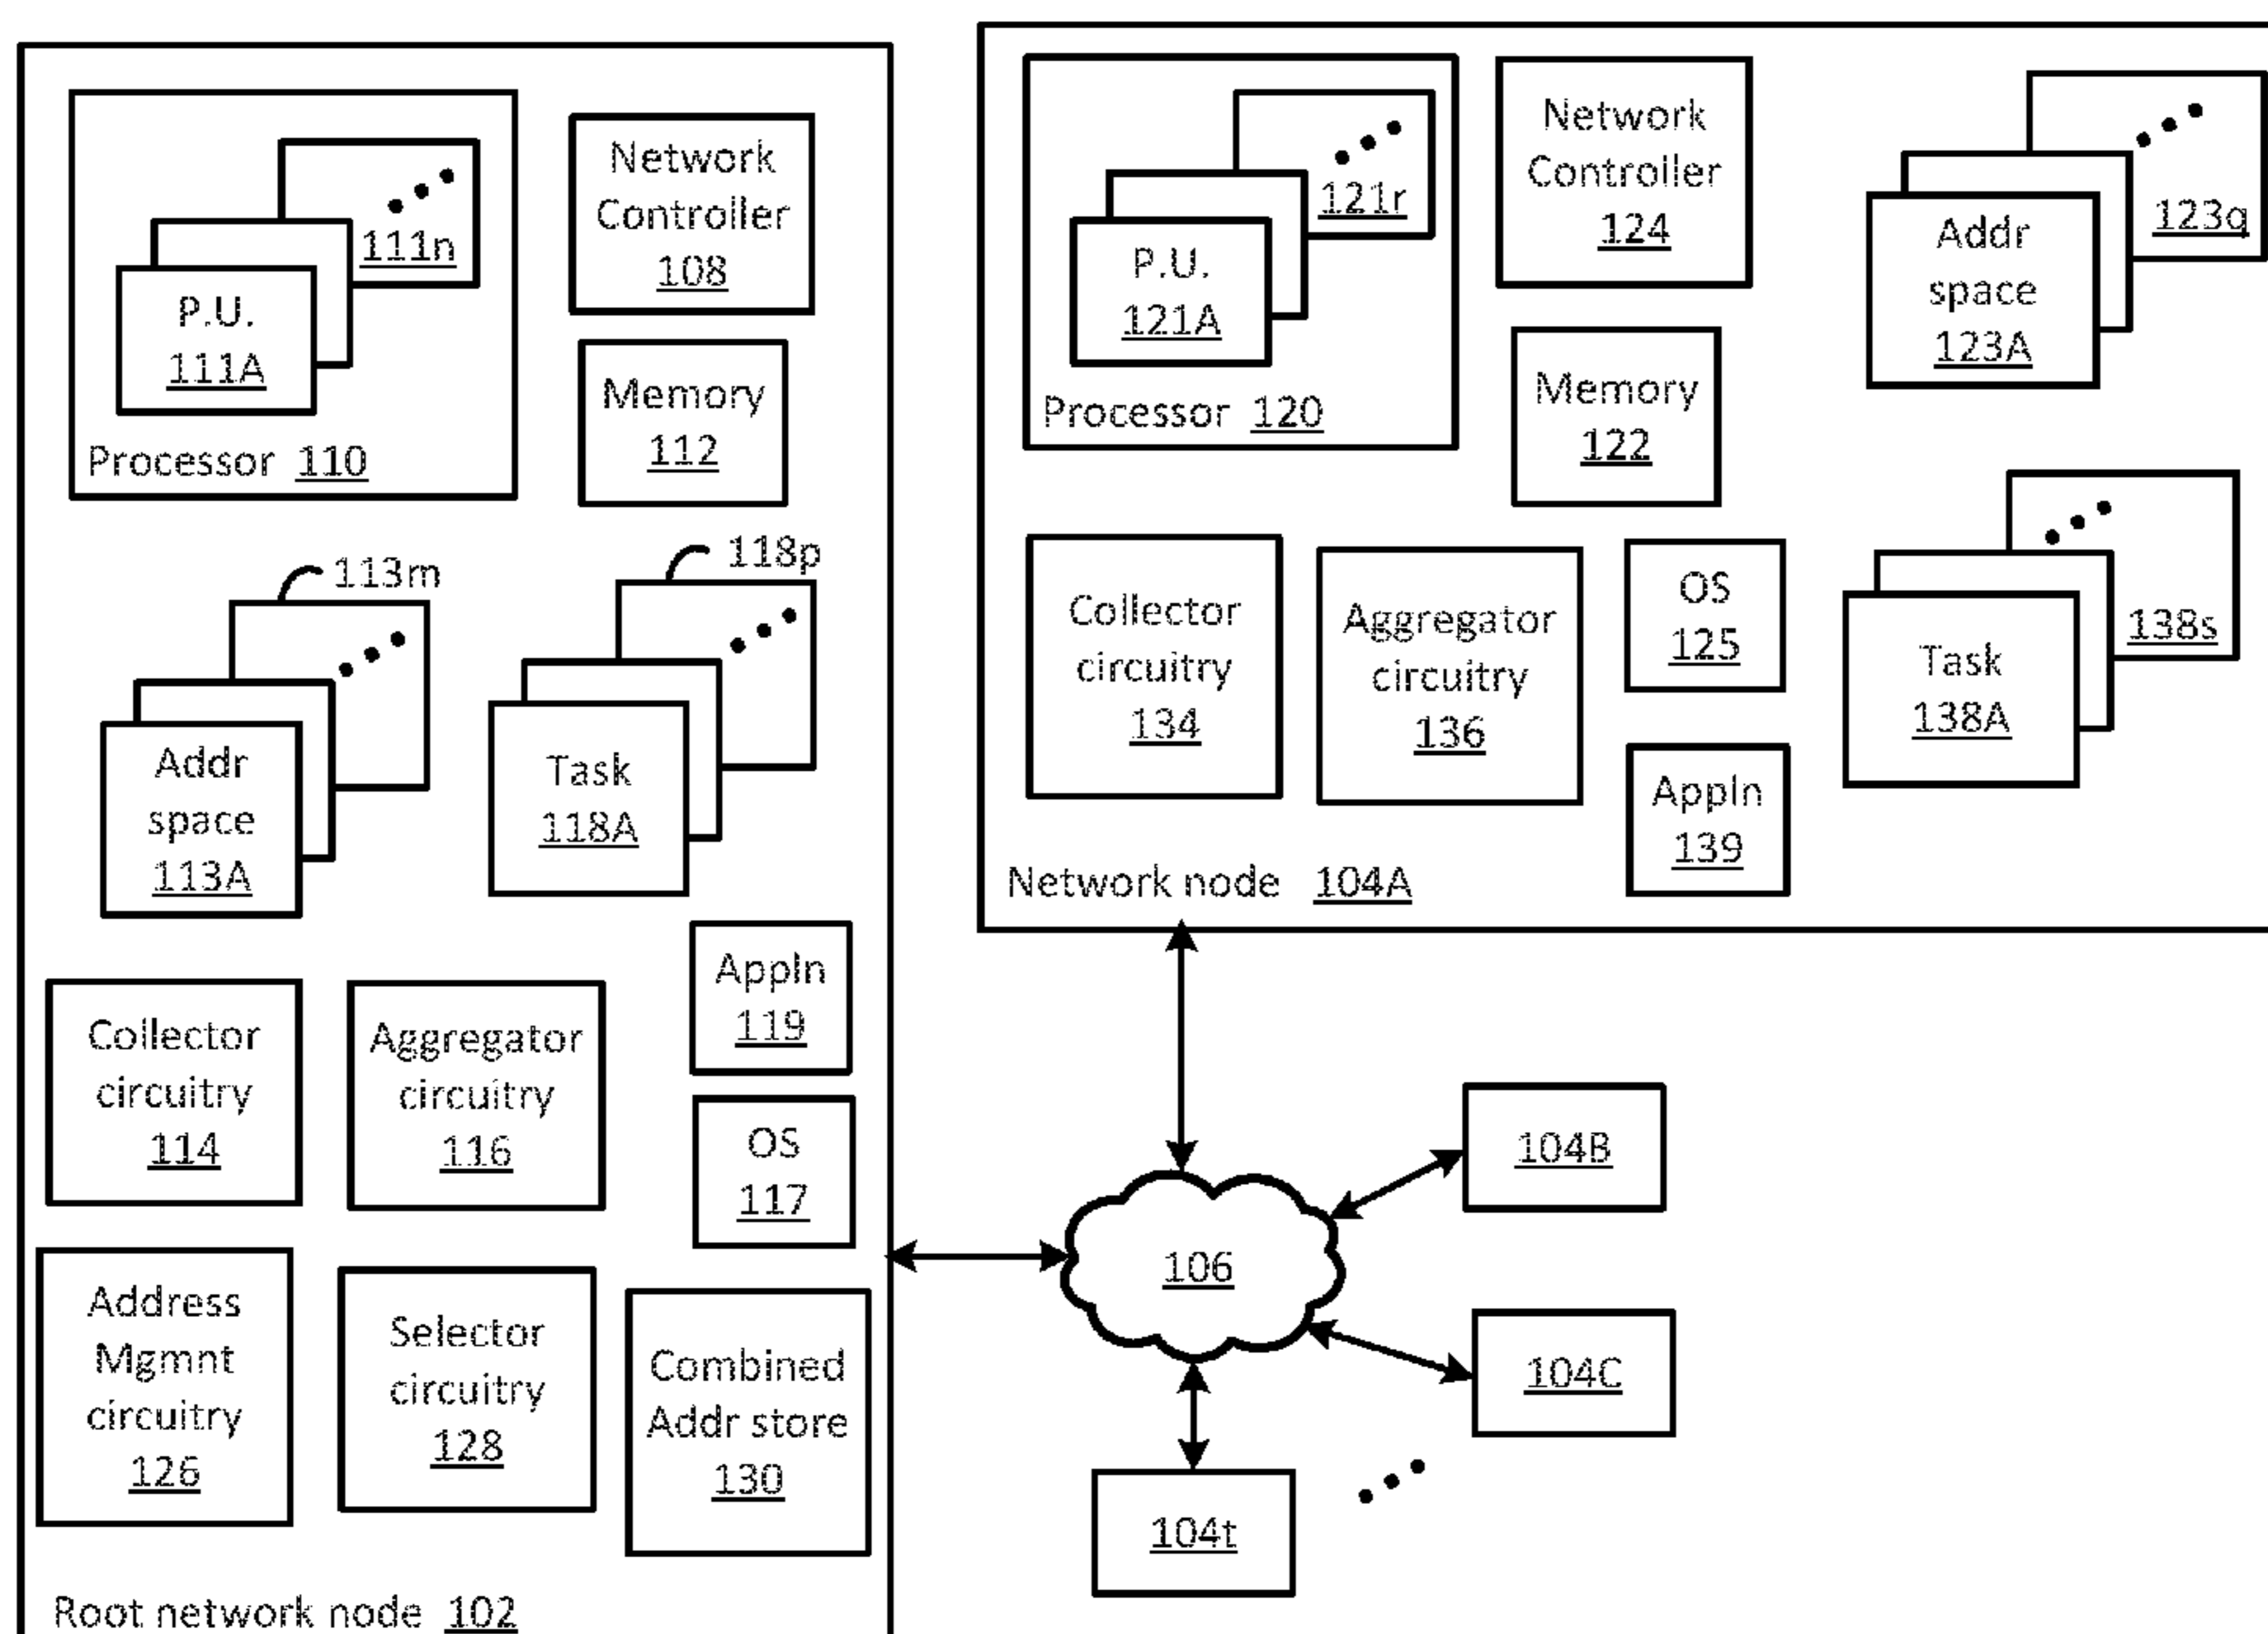 111n
P.U.
111A
Processor 110
Network
Controller
108
Memory
112
113m
Addr
space
113A
118p
Task
118A
Collector
circuitry
114
Aggregator
circuitry
116
Appln
119
OS
117
Address
Mgmnt
circuitry
126
Selector
circuitry
128
Combined
Addr store
130
Root network node 102
121r
P.U.
121A
Processor 120
Network
Controller
124
123q
Addr
space
123A
Memory
122
Collector
circuitry
134
Aggregator
circuitry
136
OS
125
138s
Task
138A
Appln
139
Network node 104A
106
104B
104C
104t